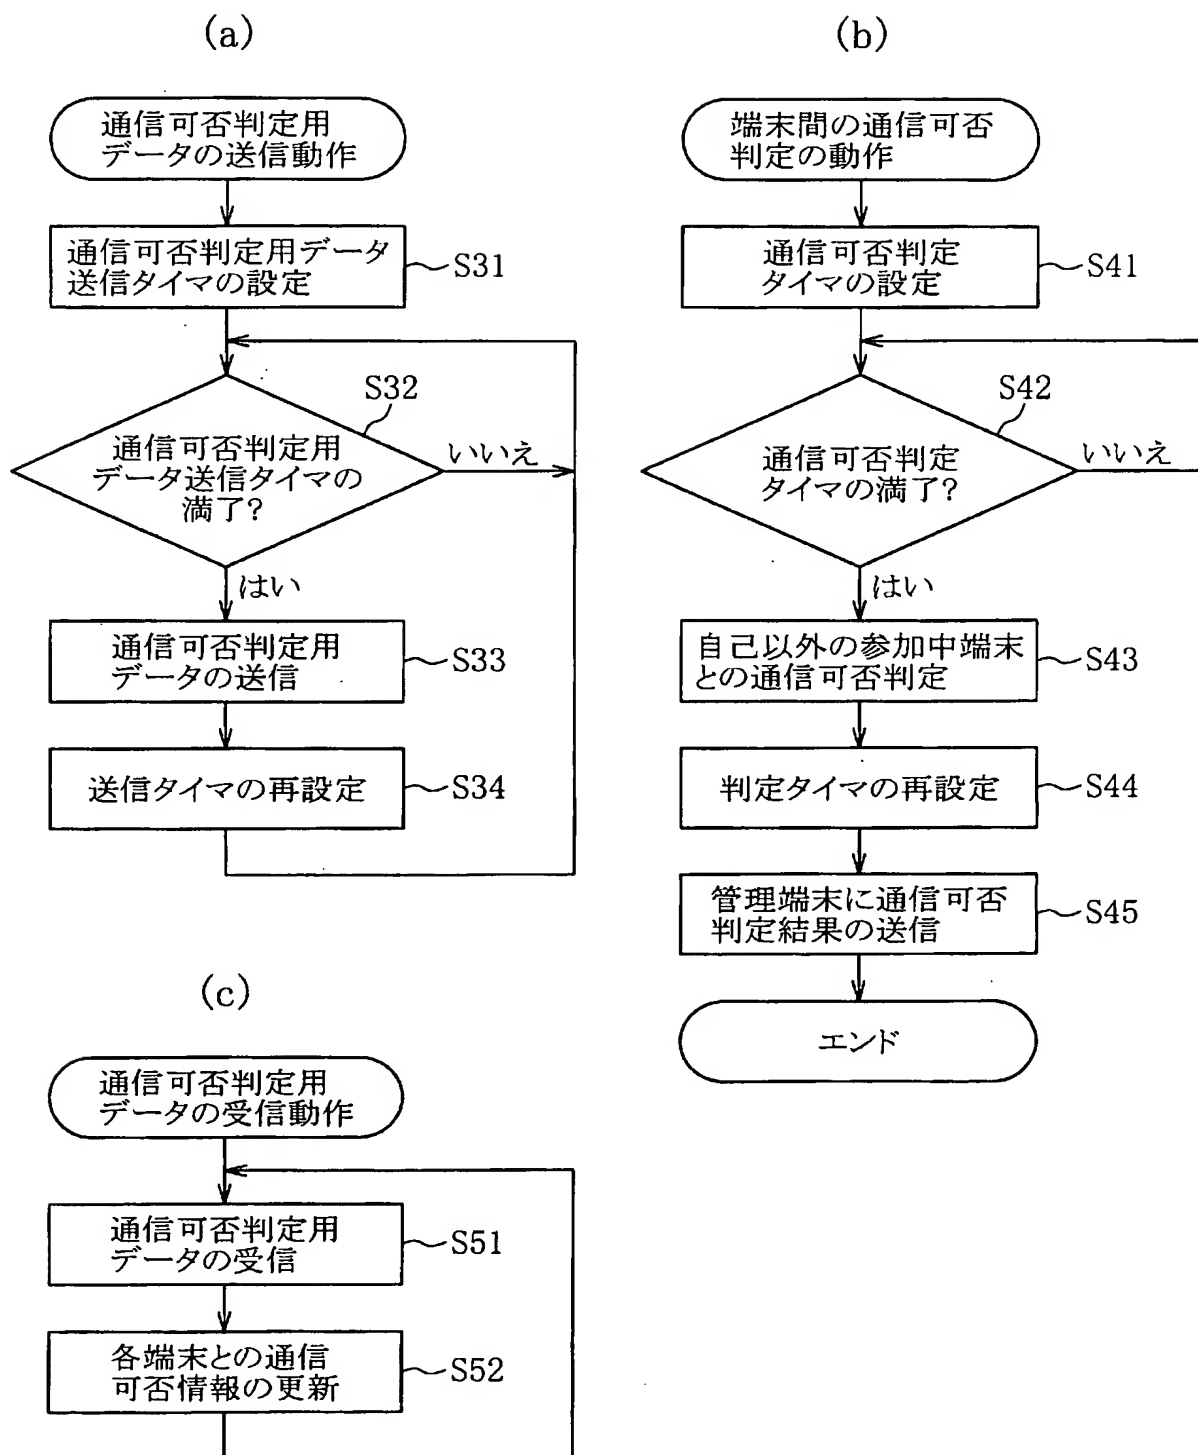 (a)
通信可否判定用
データの送信動作
通信可否判定用データ
送信タイマの設定
S31
S32
通信可否判定用
データ送信タイマの
満了?
いいえ
はい
通信可否判定用
データの送信
S33
送信タイマの再設定
S34
(b)
端末間の通信可否
判定の動作
通信可否判定
タイマの設定
S41
S42
通信可否判定
タイマの満了?
いいえ
はい
自己以外の参加中端末
との通信可否判定
S43
判定タイマの再設定
S44
管理端末に通信可否
判定結果の送信
S45
エンド
(c)
通信可否判定用
データの受信動作
通信可否判定用
データの受信
S51
各端末との通信
可否情報の更新
S52